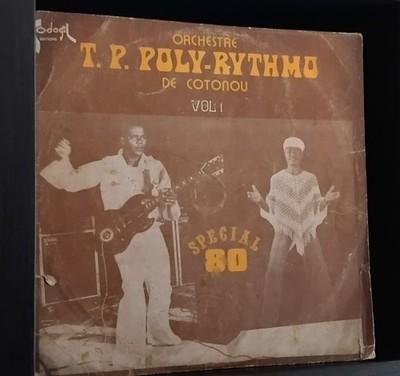 ORCHESTRE
T. P. POLY-RYTHMO
DE COTONOU
VOL 1
SPECIAL
80